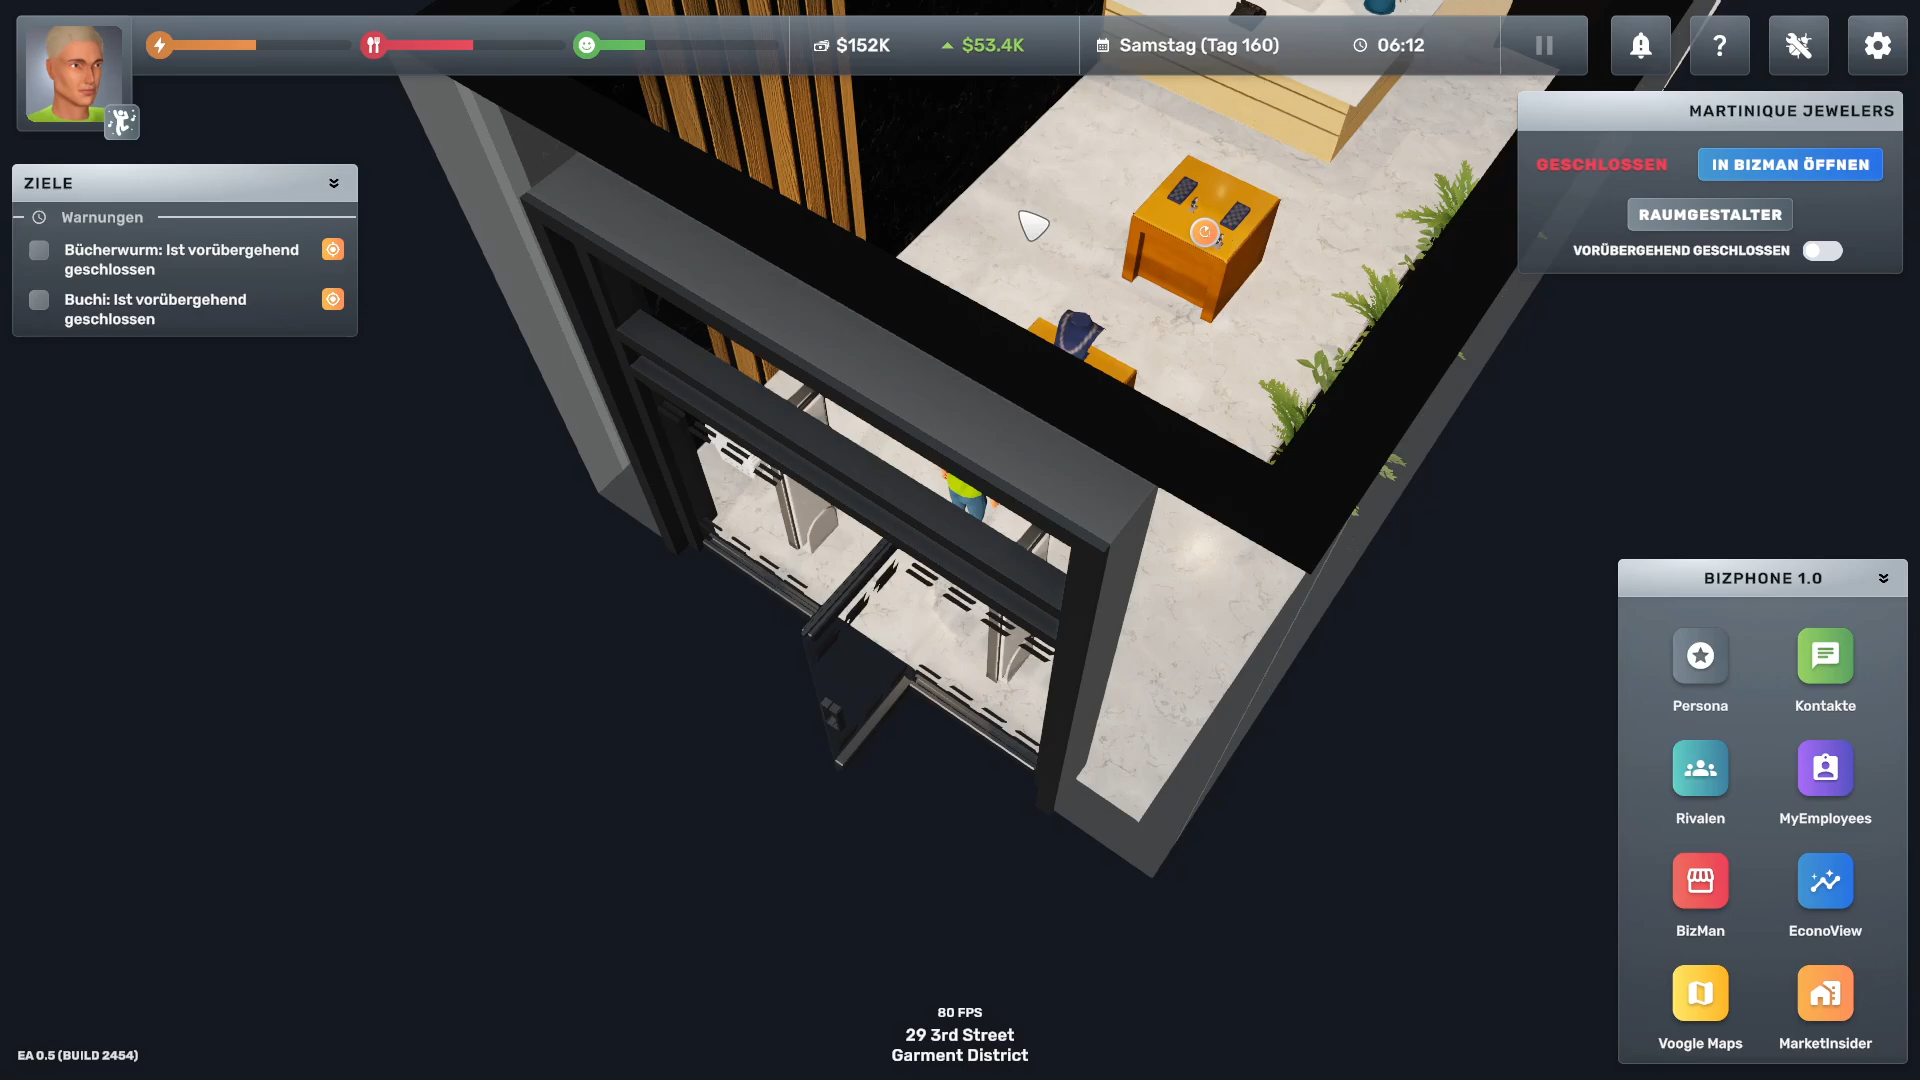 $152K
$53.4K
Samstag (Tag 160)
06:12
?
MARTINIQUE JEWELERS
GESCHLOSSEN
IN BIZMAN ÖFFNEN
RAUMGESTALTER
VORÜBERGEHEND GESCHLOSSEN
ZIELE
Warnungen
Bücherwurm: Ist vorübergehend
geschlossen
Buchi: Ist vorübergehend
geschlossen
BIZPHONE 1.0
Persona
Kontakte
Rivalen
MyEmployees
BizMan
EconoView
Voogle Maps
MarketInsider
80 FPS
29 3rd Street
Garment District
EA 0.5 (BUILD 2454)